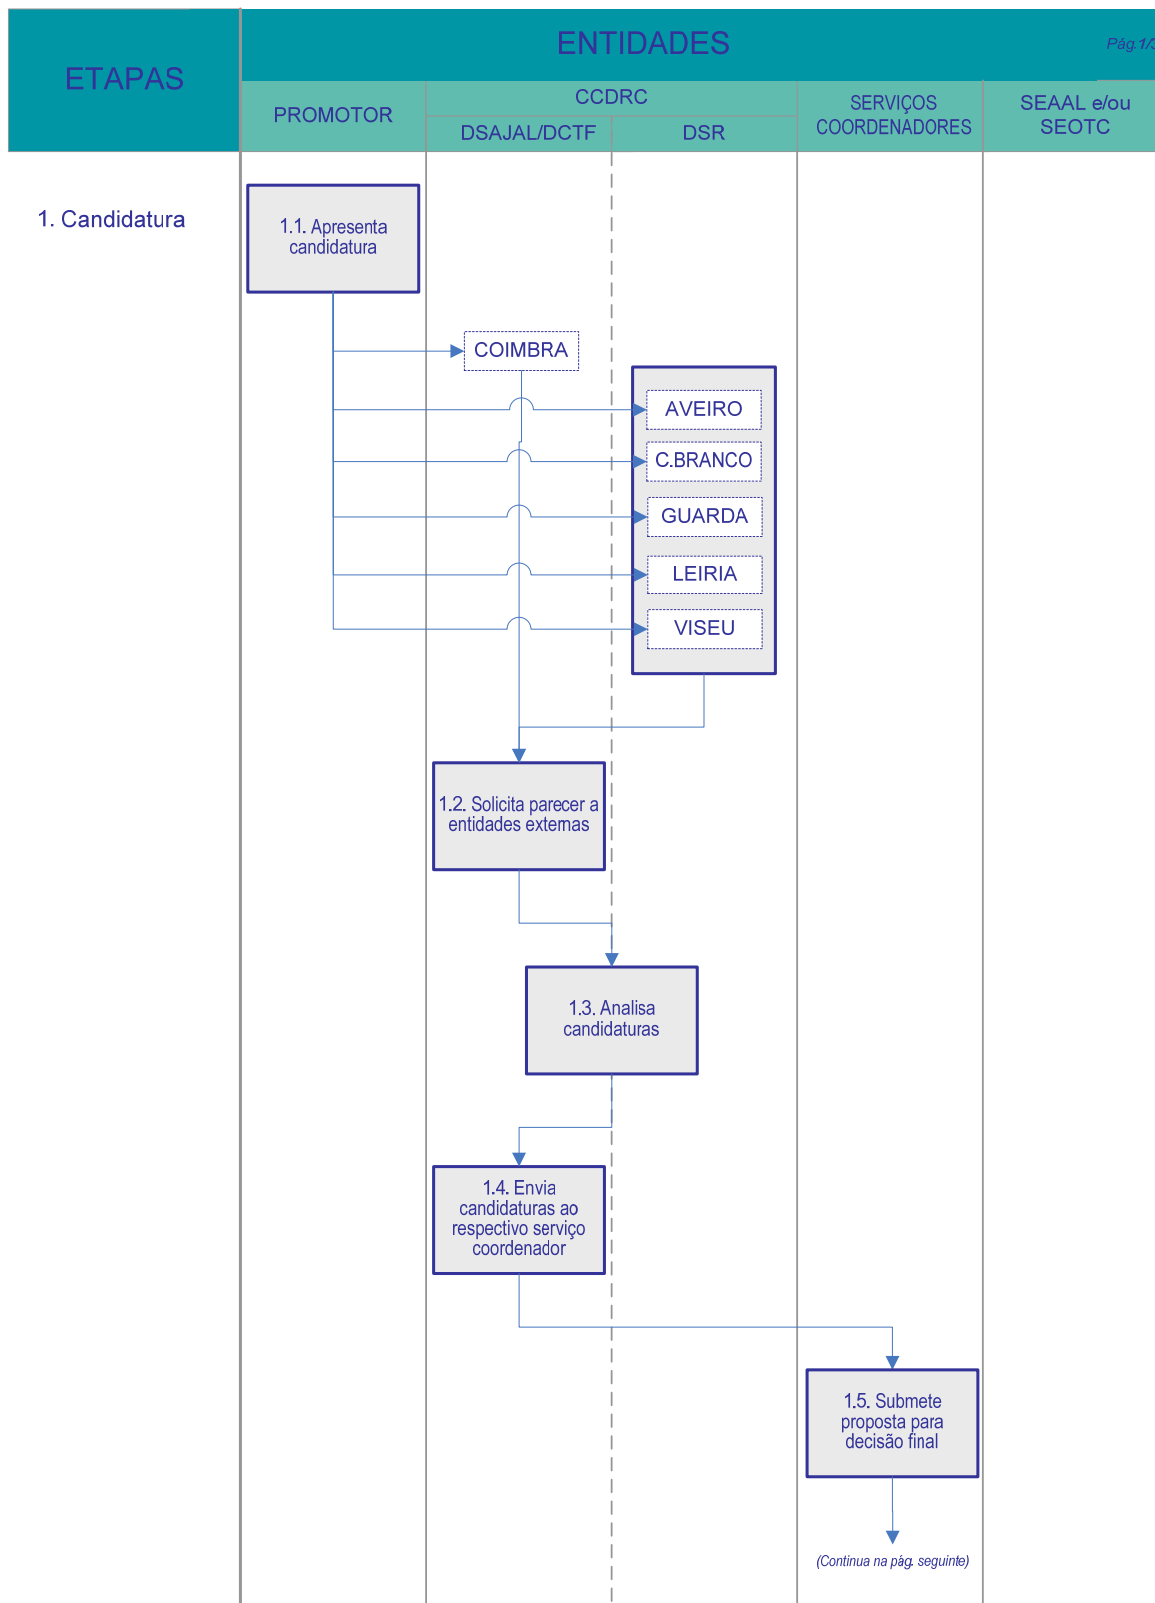 ETAPAS
ENTIDADES
Pág.1/3
PROMOTOR
CCDRC
DSAJAL/DCTF
DSR
SERVIÇOS
COORDENADORES
SEAAL e/ou
SEOTC
1. Candidatura
1.1. Apresenta
candidatura
COIMBRA
AVEIRO
C.BRANCO
GUARDA
LEIRIA
VISEU
1.2. Solicita parecer a
entidades externas
1.3. Analisa
candidaturas
1.4. Envia
candidaturas ao
respectivo serviço
coordenador
1.5. Submete
proposta para
decisão final
(Continua na pág. seguinte)